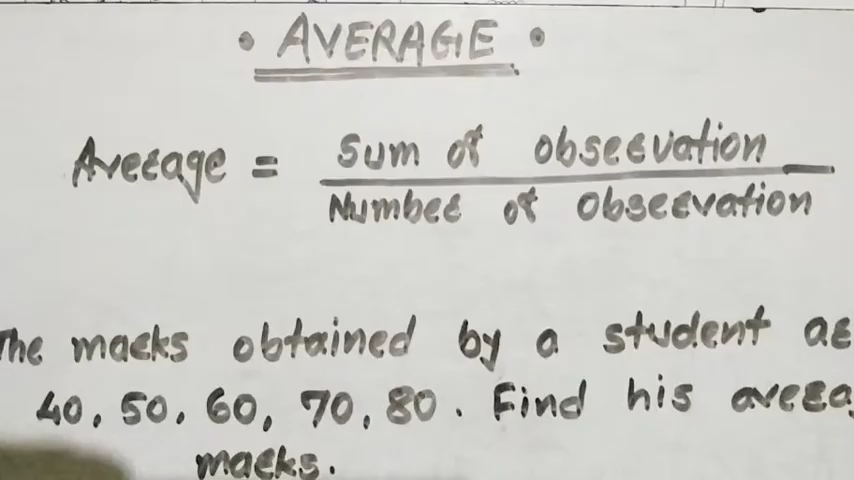 • AVERAGE •
Average = Sum of observation
Number of Observation
The marks obtained by a student
40, 50, 60, 70, 80. Find his
marks.